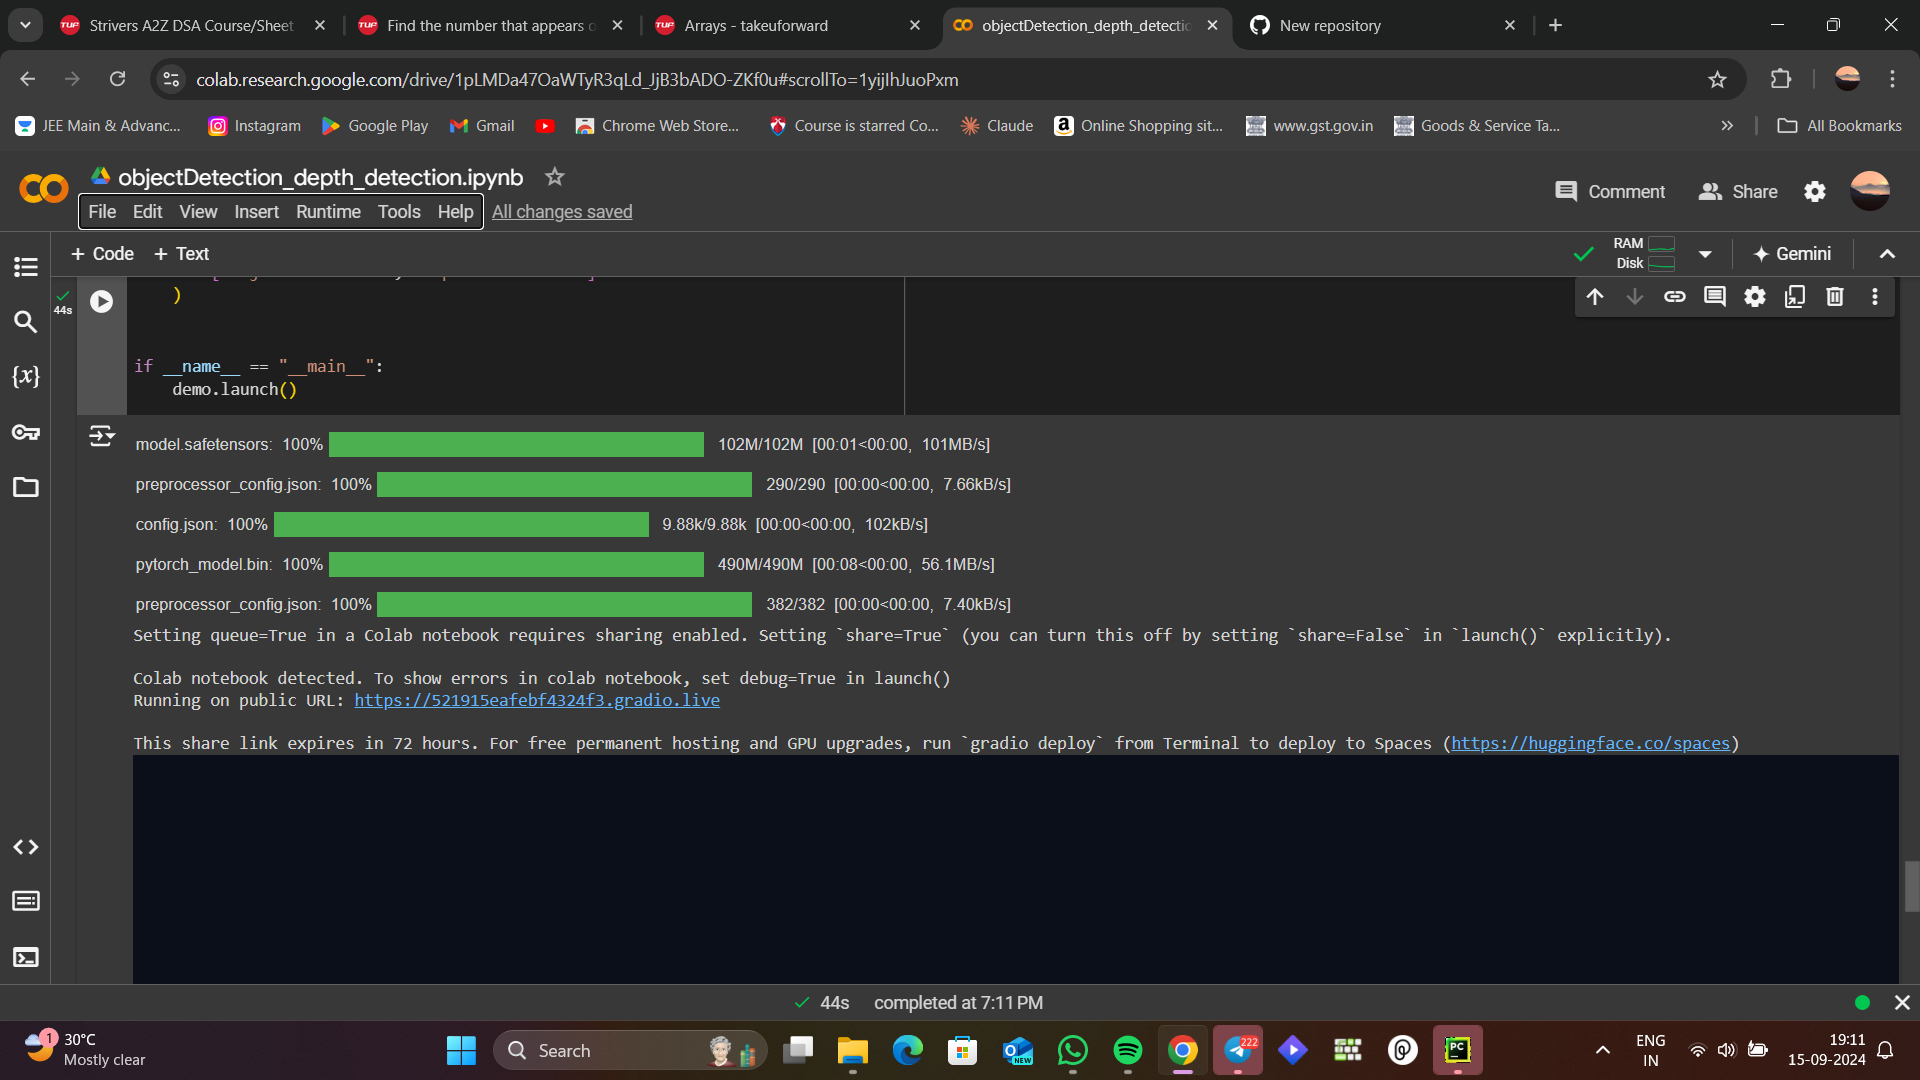 Strivers A2Z DSA Course/Sheet
Find the number that appears o
Arrays - takeuforward
objectDetection_depth_detectio
New repository
colab.research.google.com/drive/1pLMDa47OaWTyR3qLd_JjB3bADO-ZKf0u#scrollTo=1yijIhJuoPxm
JEE Main & Advanc...
Instagram
Google Play
Gmail
Chrome Web Store...
Course is starred Co...
Claude
Online Shopping sit...
www.gst.gov.in
Goods & Service Ta...
All Bookmarks
objectDetection_depth_detection.ipynb
Comment
Share
File Edit View Insert Runtime Tools Help
All changes saved
+ Code + Text
RAM
Disk
Gemini
44s
)
if __name__ == "__main__":
demo.launch()
model.safetensors: 100% 102M/102M [00:01<00:00, 101MB/s]
preprocessor_config.json: 100% 290/290 [00:00<00:00, 7.66kB/s]
config.json: 100% 9.88k/9.88k [00:00<00:00, 102kB/s]
pytorch_model.bin: 100% 490M/490M [00:08<00:00, 56.1MB/s]
preprocessor_config.json: 100% 382/382 [00:00<00:00, 7.40kB/s]
Setting queue=True in a Colab notebook requires sharing enabled. Setting `share=True` (you can turn this off by setting `share=False` in `launch()` explicitly).
Colab notebook detected. To show errors in colab notebook, set debug=True in launch()
Running on public URL: https://521915eafebf4324f3.gradio.live
This share link expires in 72 hours. For free permanent hosting and GPU upgrades, run `gradio deploy` from Terminal to deploy to Spaces (https://huggingface.co/spaces)
44s completed at 7:11 PM
1
30°C
Mostly clear
Search
NEW
222
PC
ENG
IN
19:11
15-09-2024